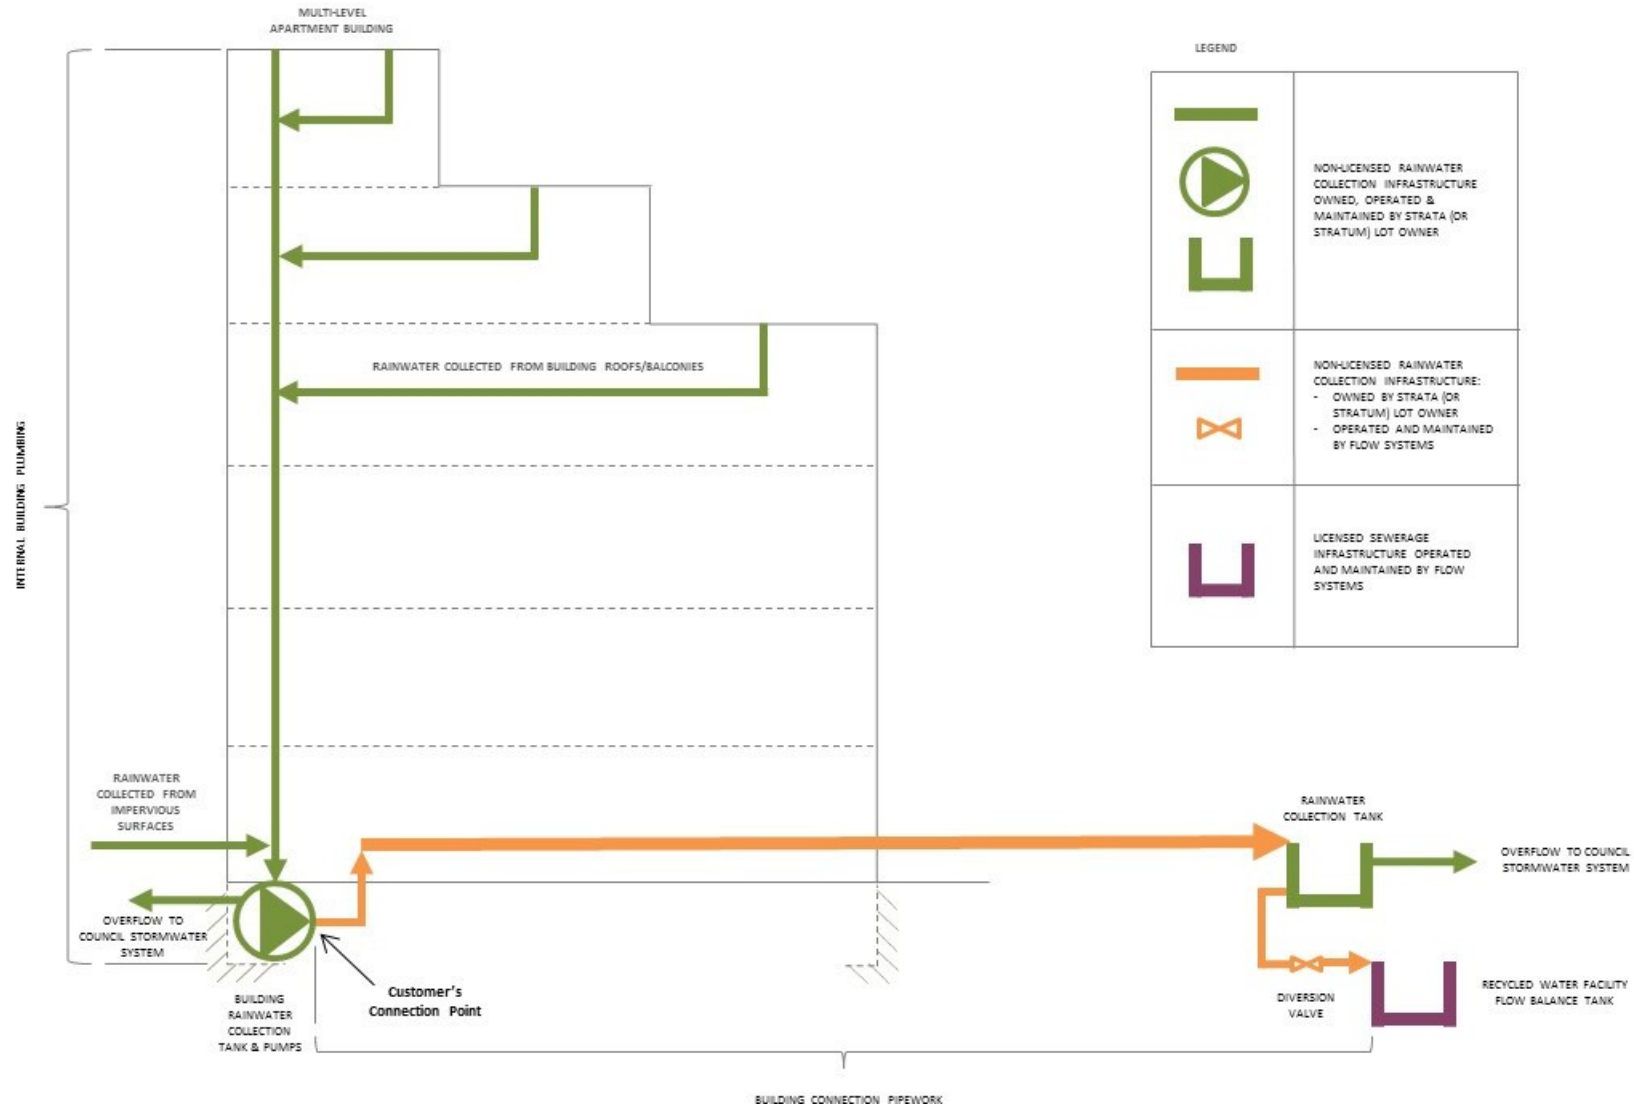 MULTI-LEVEL
APARTMENT BUILDING
LEGEND
NON-LICENSED RAINWATER
COLLECTION INFRASTRUCTURE
OWNED, OPERATED &
MAINTAINED BY STRATA (OR
STRATUM) LOT OWNER
NON-LICENSED RAINWATER
COLLECTION INFRASTRUCTURE:
- OWNED BY STRATA (OR
STRATUM) LOT OWNER
- OPERATED AND MAINTAINED
BY FLOW SYSTEMS
LICENSED SEWERAGE
INFRASTRUCTURE OPERATED
AND MAINTAINED BY FLOW
SYSTEMS
RAINWATER COLLECTED FROM BUILDING ROOFS/BALCONIES
INTERNAL BUILDING PLUMBING
RAINWATER
COLLECTED FROM
IMPERVIOUS
SURFACES
OVERFLOW TO
COUNCIL STORMWATER
SYSTEM
BUILDING
RAINWATER
COLLECTION
TANK & PUMPS
Customer's
Connection Point
RAINWATER
COLLECTION TANK
OVERFLOW TO COUNCIL
STORMWATER SYSTEM
DIVERSION
VALVE
RECYCLED WATER FACILITY
FLOW BALANCE TANK
BUILDING CONNECTION PIPEWORK